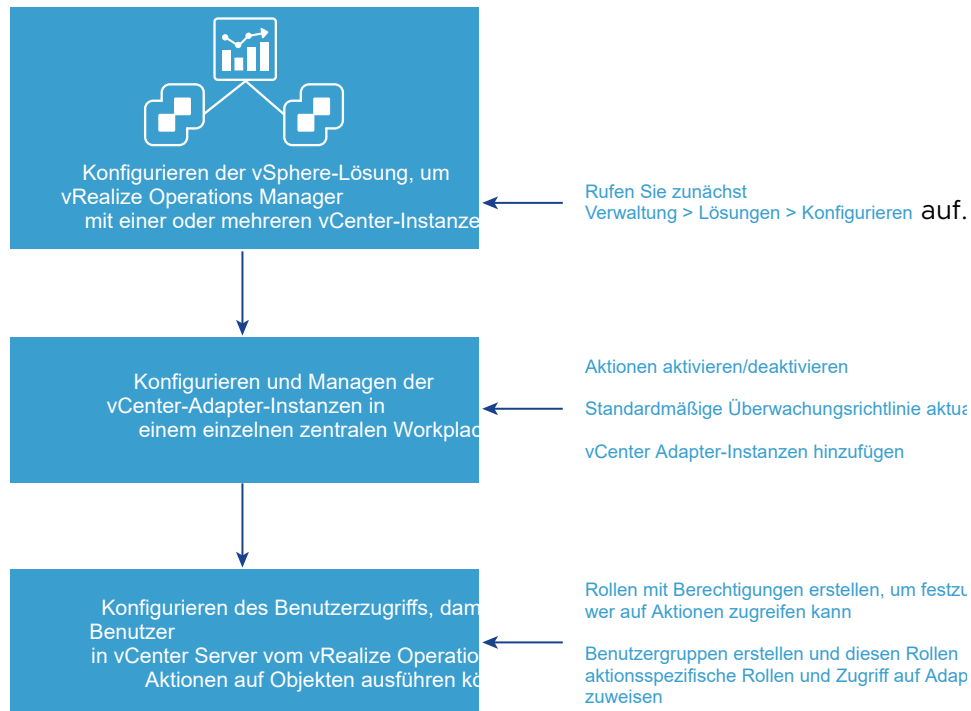 Konfigurieren der vSphere-Lösung, um
vRealize Operations Manager
mit einer oder mehreren vCenter-Instanze
Rufen Sie zunächst
Verwaltung > Lösungen > Konfigurieren auf.
Konfigurieren und Managen der
vCenter-Adapter-Instanzen in
einem einzelnen zentralen Workplac
Aktionen aktivieren/deaktivieren
Standardmäßige Überwachungsrichtlinie aktua
vCenter Adapter-Instanzen hinzufügen
Konfigurieren des Benutzerzugriffs, dam
Benutzer
in vCenter Server vom vRealize Operatio
Aktionen auf Objekten ausführen kö
Rollen mit Berechtigungen erstellen, um festzu
wer auf Aktionen zugreifen kann
Benutzergruppen erstellen und diesen Rollen
aktionsspezifische Rollen und Zugriff auf Adap
zuweisen